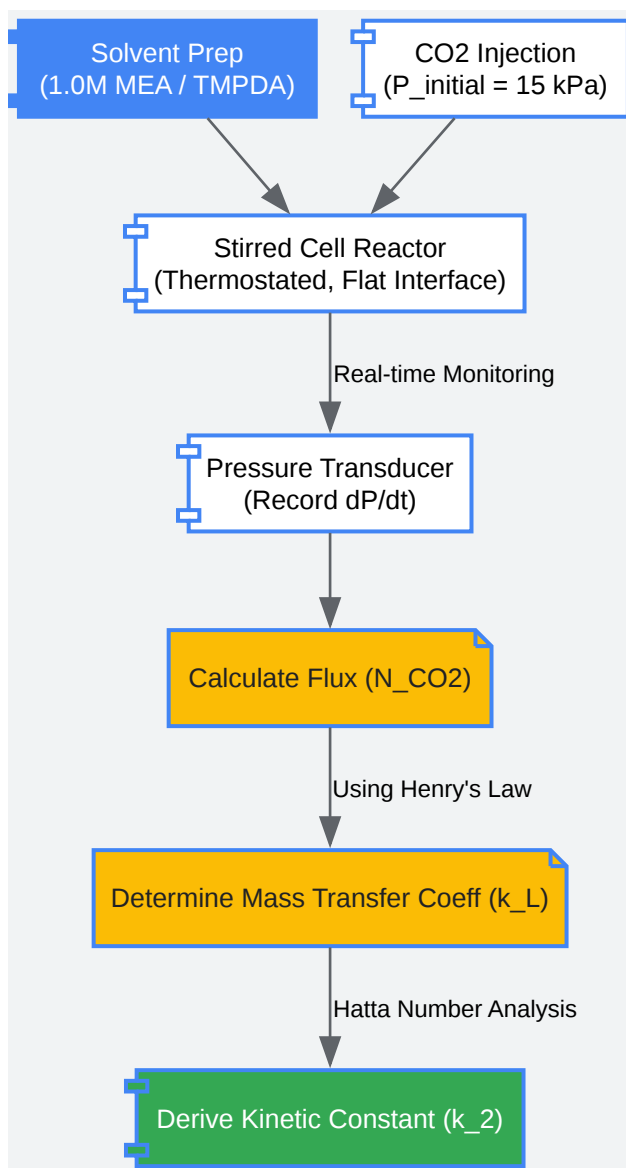 Solvent Prep
(1.0M MEA / TMPDA)
CO2 Injection
(P_initial = 15 kPa)
Stirred Cell Reactor
(Thermostated, Flat Interface)
Real-time Monitoring
Pressure Transducer
(Record dP/dt)
Calculate Flux (N_CO2)
Using Henry's Law
Determine Mass Transfer Coeff (k_L)
Hatta Number Analysis
Derive Kinetic Constant (k_2)